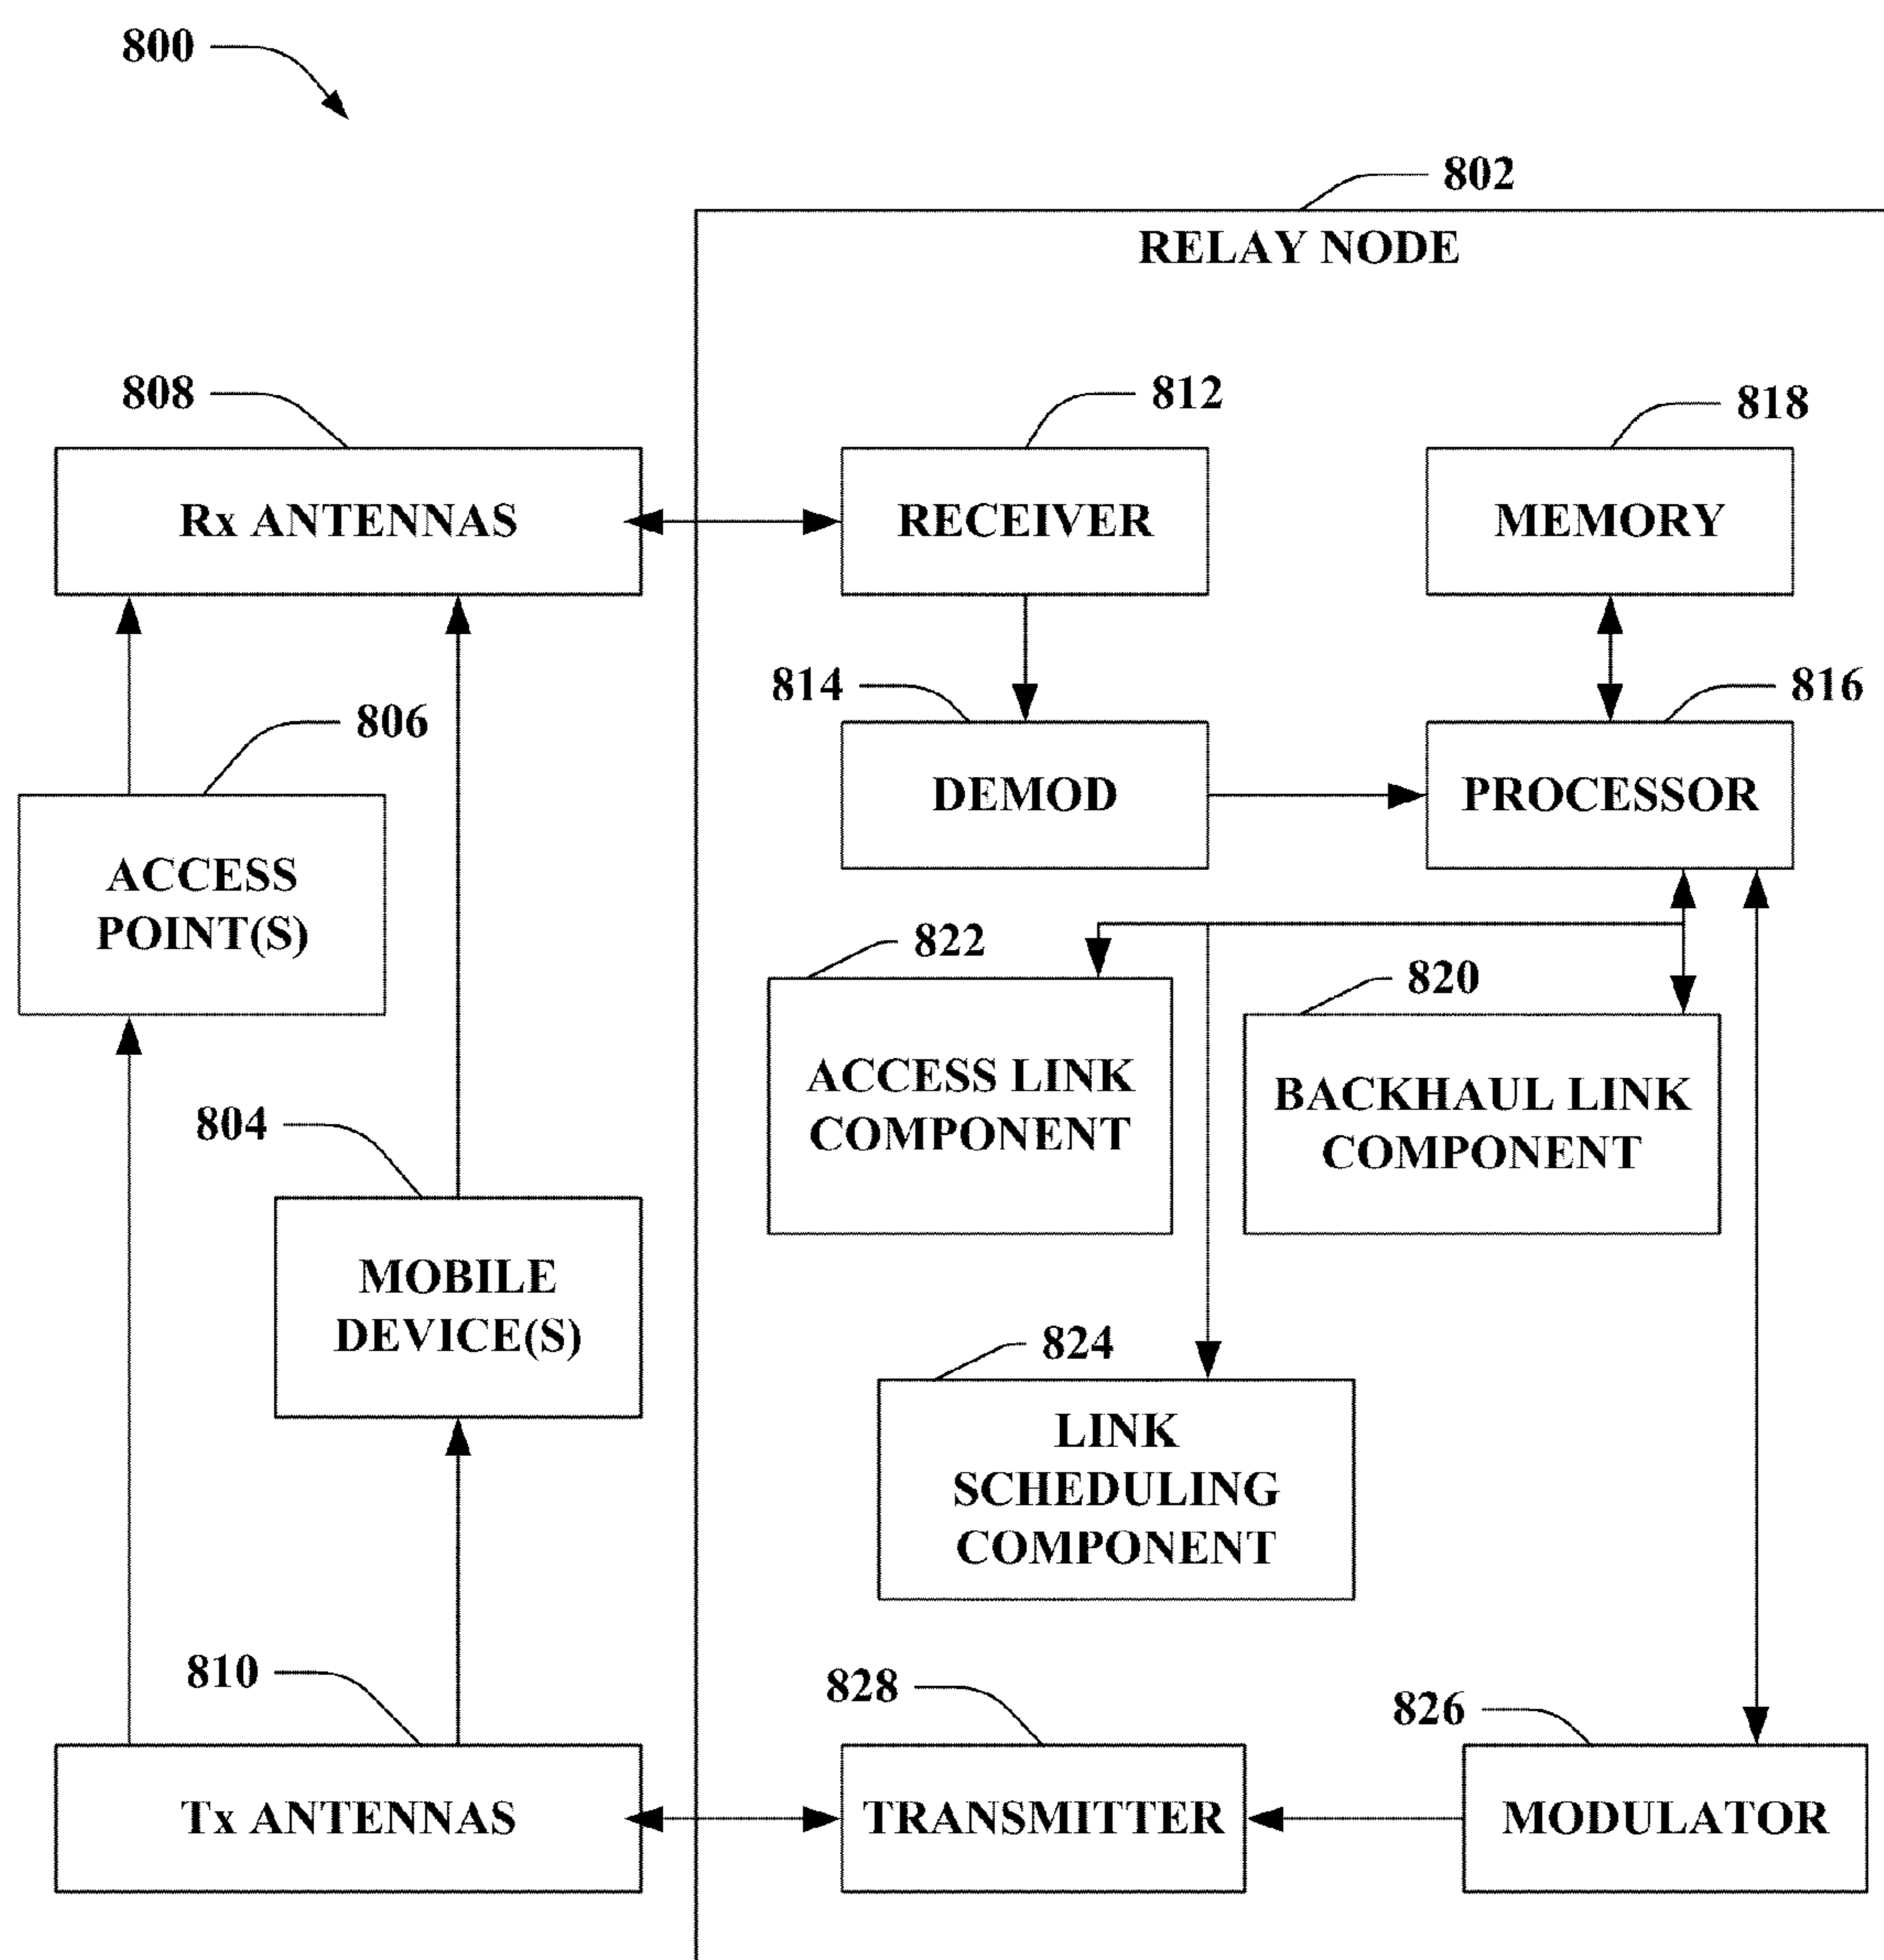 800
802
RELAY NODE
808
812
818
Rx ANTENNAS
RECEIVER
MEMORY
814
816
806
DEMOD
PROCESSOR
ACCESS
POINT(S)
822
820
ACCESS LINK
COMPONENT
BACKHAUL LINK
COMPONENT
804
MOBILE
DEVICE(S)
824
LINK
SCHEDULING
COMPONENT
810
828
826
Tx ANTENNAS
TRANSMITTER
MODULATOR